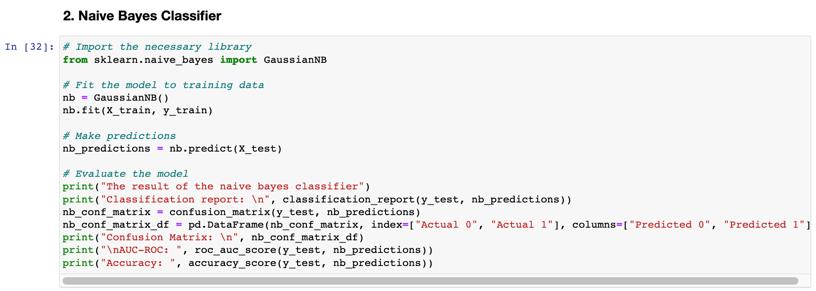 2. Naive Bayes Classifier
In [32]: # Import the necessary library
from sklearn.naive_bayes import GaussianNB
# Fit the model to training data
nb = GaussianNB()
nb.fit(X_train, y_train)
# Make predictions
nb_predictions = nb.predict(X_test)
# Evaluate the model
print("The result of the naive bayes classifier")
print("Classification report: \n", classification_report(y_test, nb_predictions))
nb_conf_matrix = confusion_matrix(y_test, nb_predictions)
nb_conf_matrix_df = pd.DataFrame(nb_conf_matrix, index=["Actual 0", "Actual 1"], columns=["Predicted 0", "Predicted 1"]
print("Confusion Matrix: \n", nb_conf_matrix_df)
print("\nAUC-ROC: ", roc_auc_score(y_test, nb_predictions))
print("Accuracy: ", accuracy_score(y_test, nb_predictions))